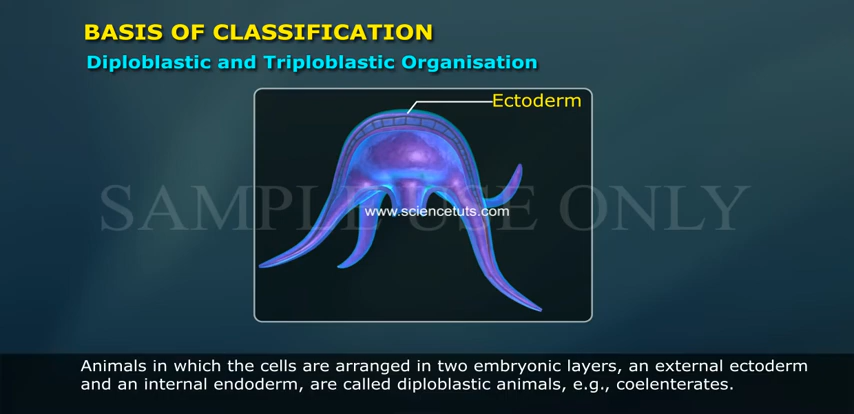 BASIS OF CLASSIFICATION
Diploblastic and Triploblastic Organisation
Ectoderm
SAMPLE USE ONLY
www.sciencetuts.com
Animals in which the cells are arranged in two embryonic layers, an external ectoderm
and an internal endoderm, are called diploblastic animals, e.g., coelenterates.